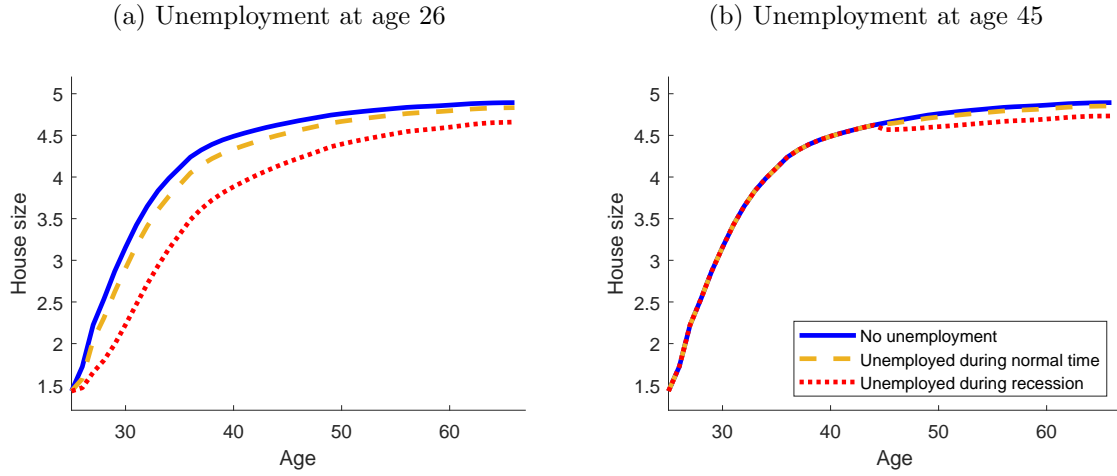 (a) Unemployment at age 26
5
4.5
4
3.5
3
2.5
2
1.5
House size
30 40 50 60
Age
(b) Unemployment at age 45
5
4.5
4
3.5
3
2.5
2
1.5
House size
30 40 50 60
Age
No unemployment
Unemployed during normal time
Unemployed during recession